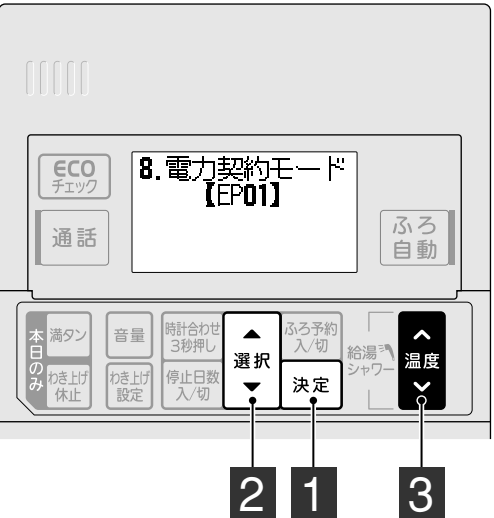 8.電力契約モード
【EP01】
ECO
チェック
通話
ふろ
自動
本日のみ
満タン
わき上げ
休止
音量
わき上げ
設定
時計合わせ
3秒押し
停止日数
入/切
選択
ふろ予約
入/切
決定
給湯
シャワー
温度
2
1
3